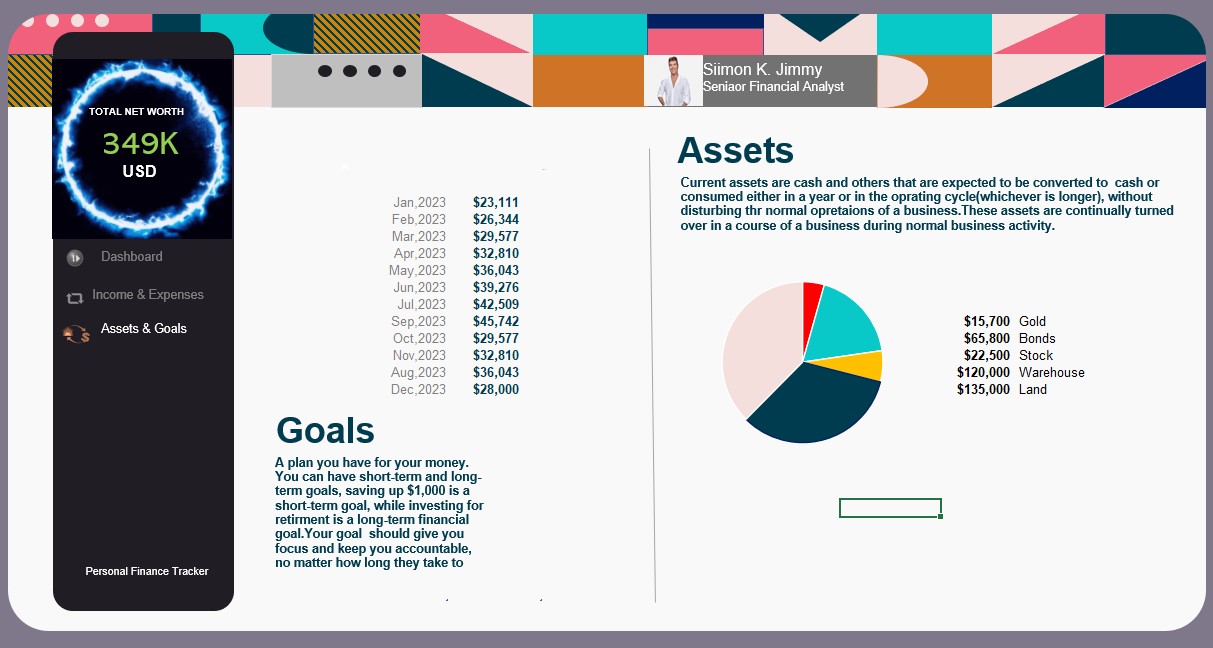 Siimon K. Jimmy
Seniaor Financial Analyst
TOTAL NET WORTH
349K
USD
Dashboard
Income & Expenses
Assets & Goals
Personal Finance Tracker
Jan,2023 $23,111
Feb,2023 $26,344
Mar,2023 $29,577
Apr,2023 $32,810
May,2023 $36,043
Jun,2023 $39,276
Jul,2023 $42,509
Sep,2023 $45,742
Oct,2023 $29,577
Nov,2023 $32,810
Aug,2023 $36,043
Dec,2023 $28,000
Goals
A plan you have for your money.
You can have short-term and long-
term goals, saving up $1,000 is a
short-term goal, while investing for
retirment is a long-term financial
goal.Your goal  should give you
focus and keep you accountable,
no matter how long they take to
Assets
Current assets are cash and others that are expected to be converted to  cash or
consumed either in a year or in the oprating cycle(whichever is longer), without
disturbing thr normal opretaions of a business.These assets are continually turned
over in a course of a business during normal business activity.
$15,700 Gold
$65,800 Bonds
$22,500 Stock
$120,000 Warehouse
$135,000 Land